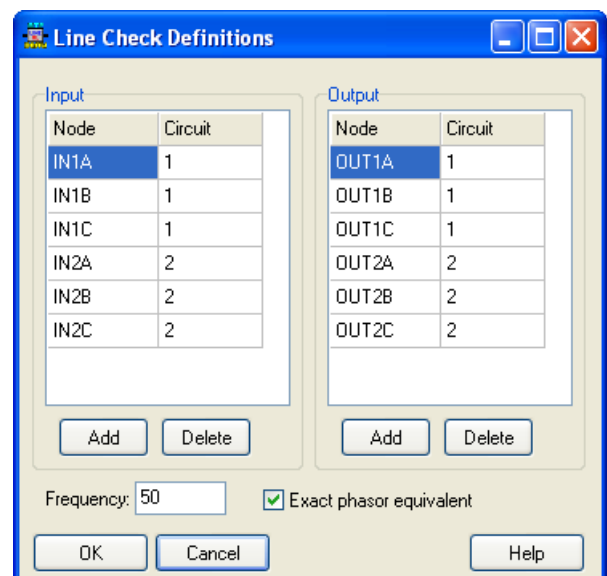 Line Check Definitions
Input
Node Circuit
IN1A 1
IN1B 1
IN1C 1
IN2A 2
IN2B 2
IN2C 2
Add Delete
Output
Node Circuit
OUT1A 1
OUT1B 1
OUT1C 1
OUT2A 2
OUT2B 2
OUT2C 2
Add Delete
Frequency: 50 Exact phasor equivalent
OK Cancel Help